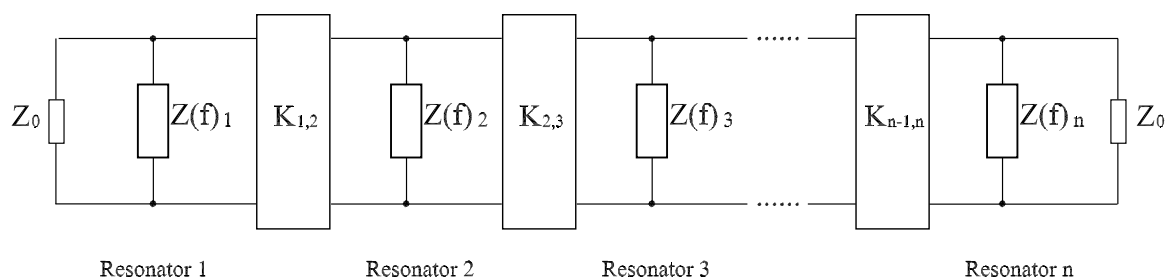 Z0 Z(f)1 K1,2 Z(f)2 K2,3 Z(f)3 ...... Kn-1,n Z(f)n Z0
......
Resonator 1 Resonator 2 Resonator 3 Resonator n